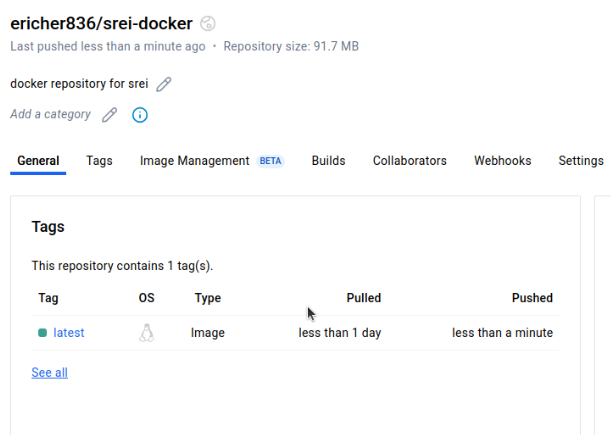 ericher836/srei-docker
Last pushed less than a minute ago · Repository size: 91.7 MB
docker repository for srei
Add a category
General Tags Image Management BETA Builds Collaborators Webhooks Settings
Tags
This repository contains 1 tag(s).
Tag OS Type Pulled Pushed
latest Image less than 1 day less than a minute
See all